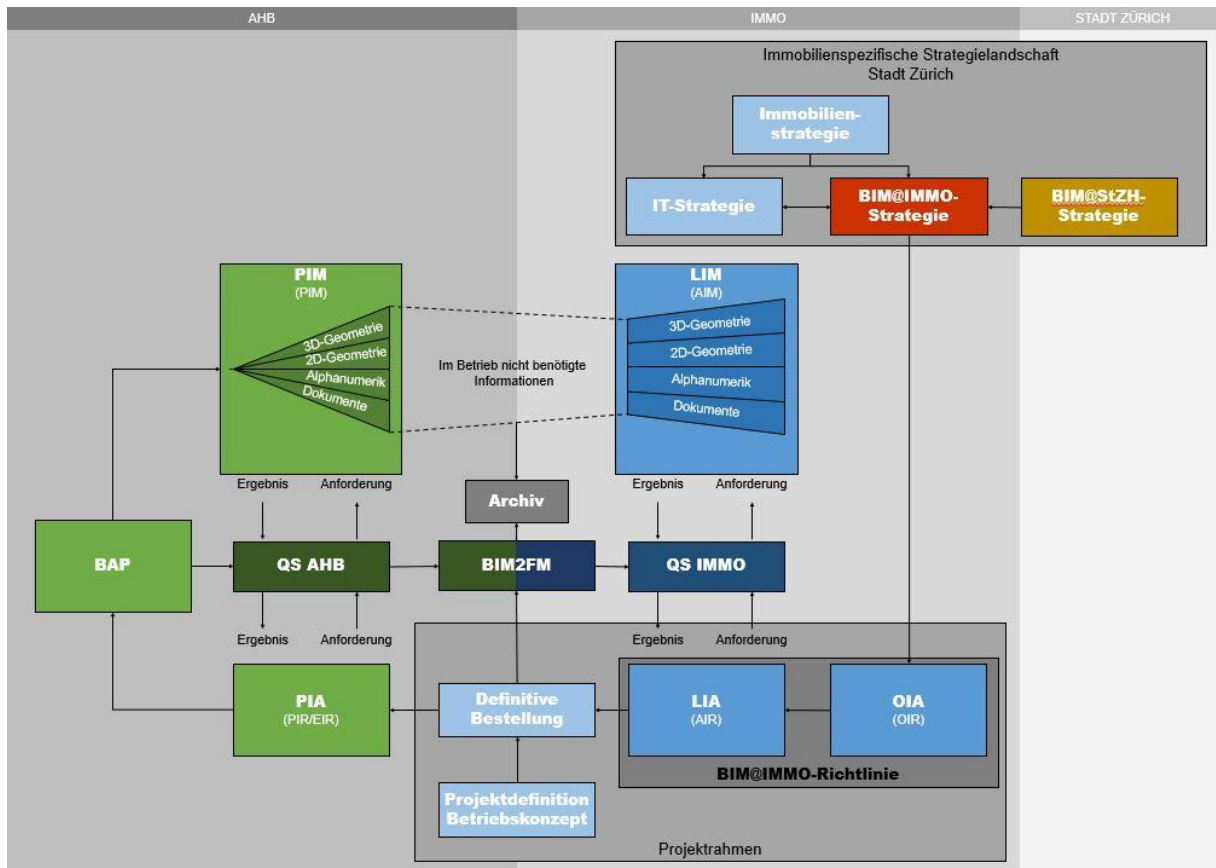 AHB
IMMO
STADT ZÜRICH
Immobilienspezifische Strategielandschaft
Stadt Zürich
Immobilien-
strategie
IT-Strategie
BIM@IMMO-
Strategie
BIM@StZH-
Strategie
PIM
(PIM)
3D-Geometrie
2D-Geometrie
Alphanumerik
Dokumente
Im Betrieb nicht benötigte
Informationen
LIM
(AIM)
3D-Geometrie
2D-Geometrie
Alphanumerik
Dokumente
Ergebnis
Anforderung
Archiv
Ergebnis
Anforderung
BAP
QS AHB
BIM2FM
QS IMMO
Ergebnis
Anforderung
Ergebnis
Anforderung
PIA
(PIR/EIR)
Definitive
Bestellung
LIA
(AIR)
OIA
(OIR)
BIM@IMMO-Richtlinie
Projektdefinition
Betriebskonzept
Projektrahmen